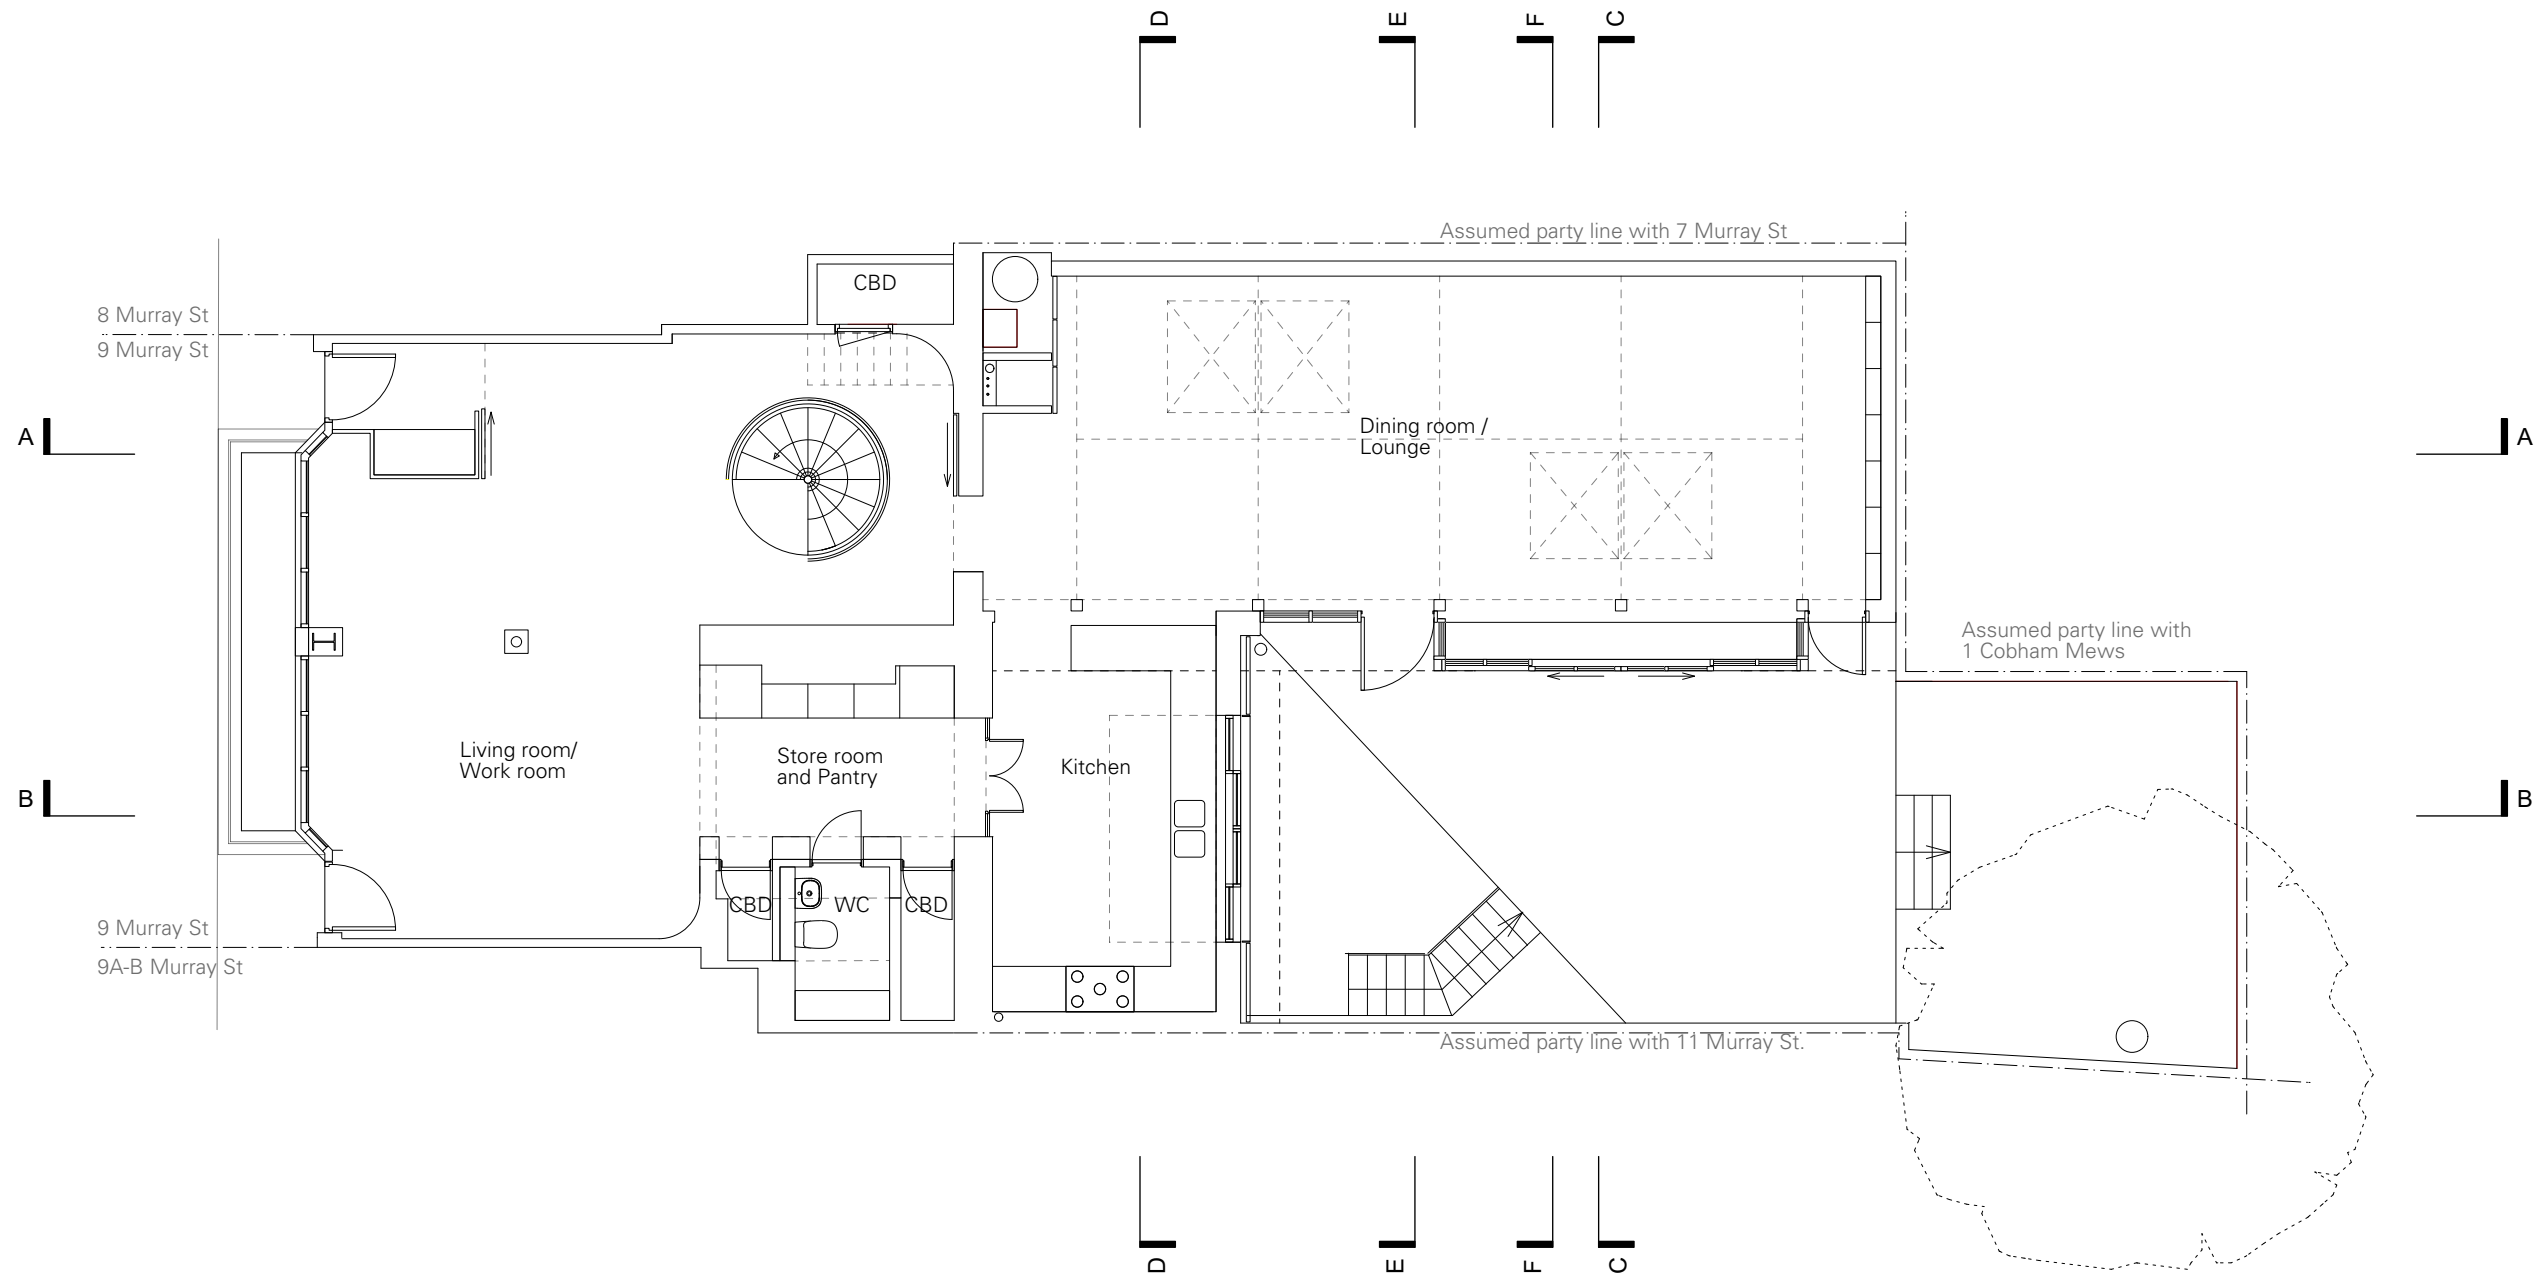 D
E
F
C
Assumed party line with 7 Murray St
CBD
8 Murray St
9 Murray St
A
Dining room /
Lounge
A
Assumed party line with
1 Cobham Mews
Living room/
Work room
Store room
and Pantry
Kitchen
B
B
CBD
WC
CBD
9 Murray St
9A-B Murray St
Assumed party line with 11 Murray St.
D
E
F
C